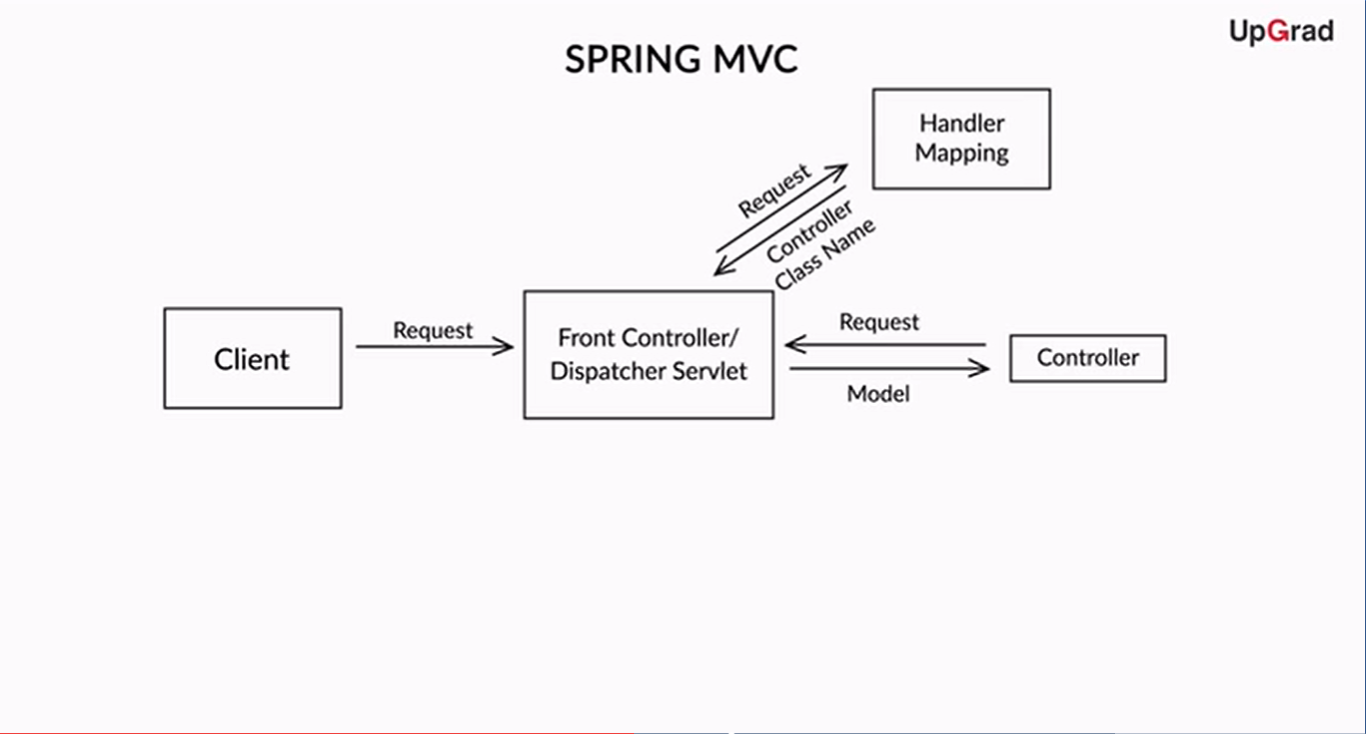 UpGrad
SPRING MVC
Handler
Mapping
Request
Controller
Class Name
Client
Request
Front Controller/
Dispatcher Servlet
Request
Model
Controller